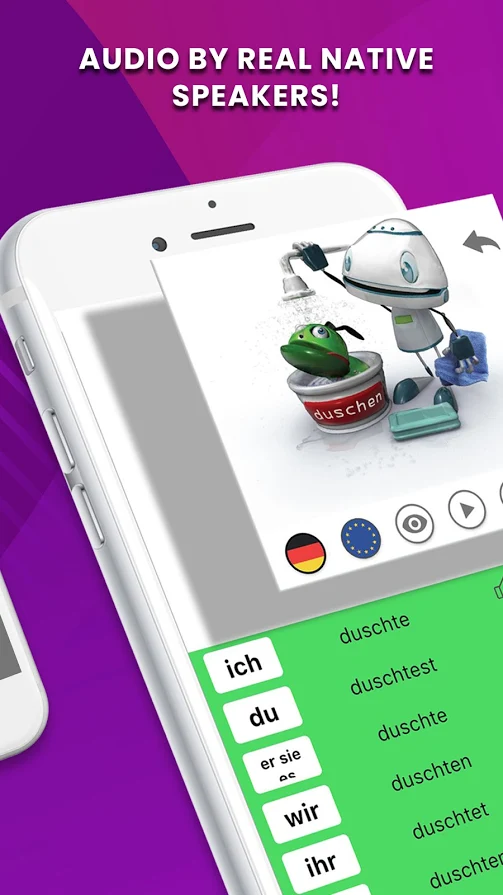 AUDIO BY REAL NATIVE
SPEAKERS!
duschen
ich duschte
du duschtest
er sie duschte
es
wir duschten
ihr duschtet
duschten